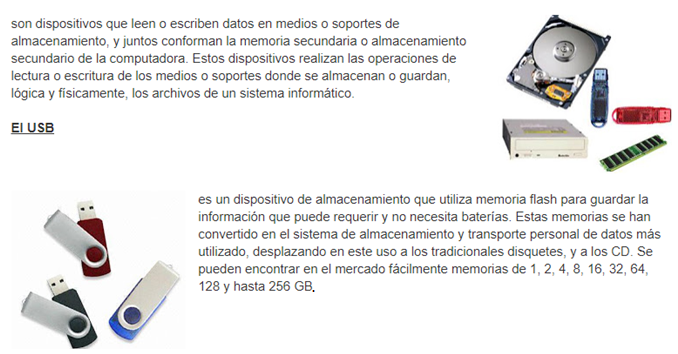 son dispositivos que leen o escriben datos en medios o soportes de
almacenamiento, y juntos conforman la memoria secundaria o almacenamiento
secundario de la computadora. Estos dispositivos realizan las operaciones de
lectura o escritura de los medios o soportes donde se almacenan o guardan,
lógica y físicamente, los archivos de un sistema informático.
El USB
es un dispositivo de almacenamiento que utiliza memoria flash para guardar la
información que puede requerir y no necesita baterías. Estas memorias se han
convertido en el sistema de almacenamiento y transporte personal de datos más
utilizado, desplazando en este uso a los tradicionales disquetes, y a los CD. Se
pueden encontrar en el mercado fácilmente memorias de 1, 2, 4, 8, 16, 32, 64,
128 y hasta 256 GB.